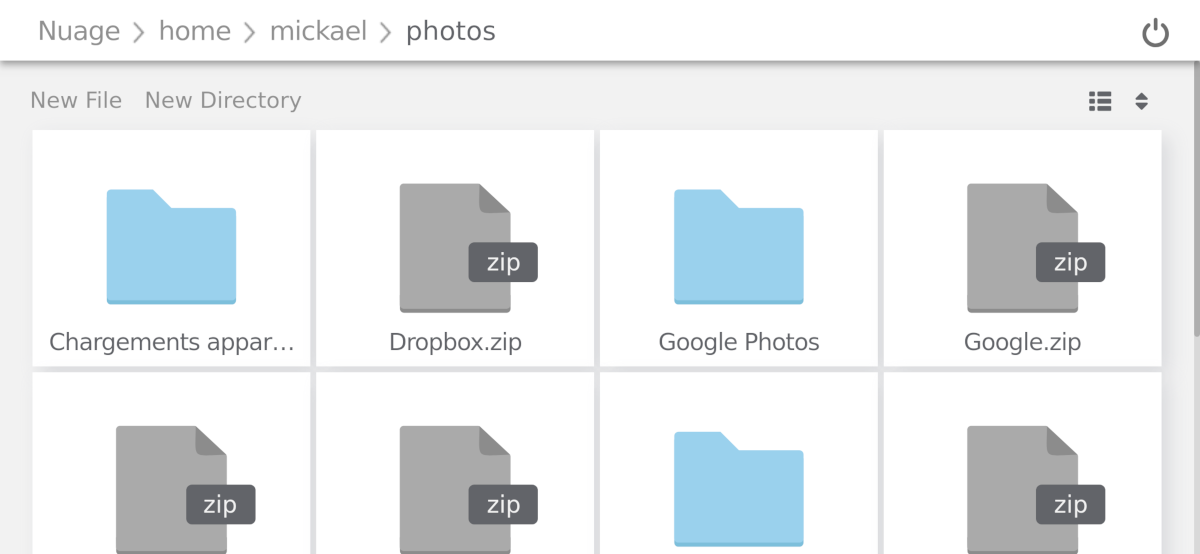 Nuage > home > mickael > photos
New File New Directory
zip zip
Chargements appar… Dropbox.zip Google Photos Google.zip
zip zip zip